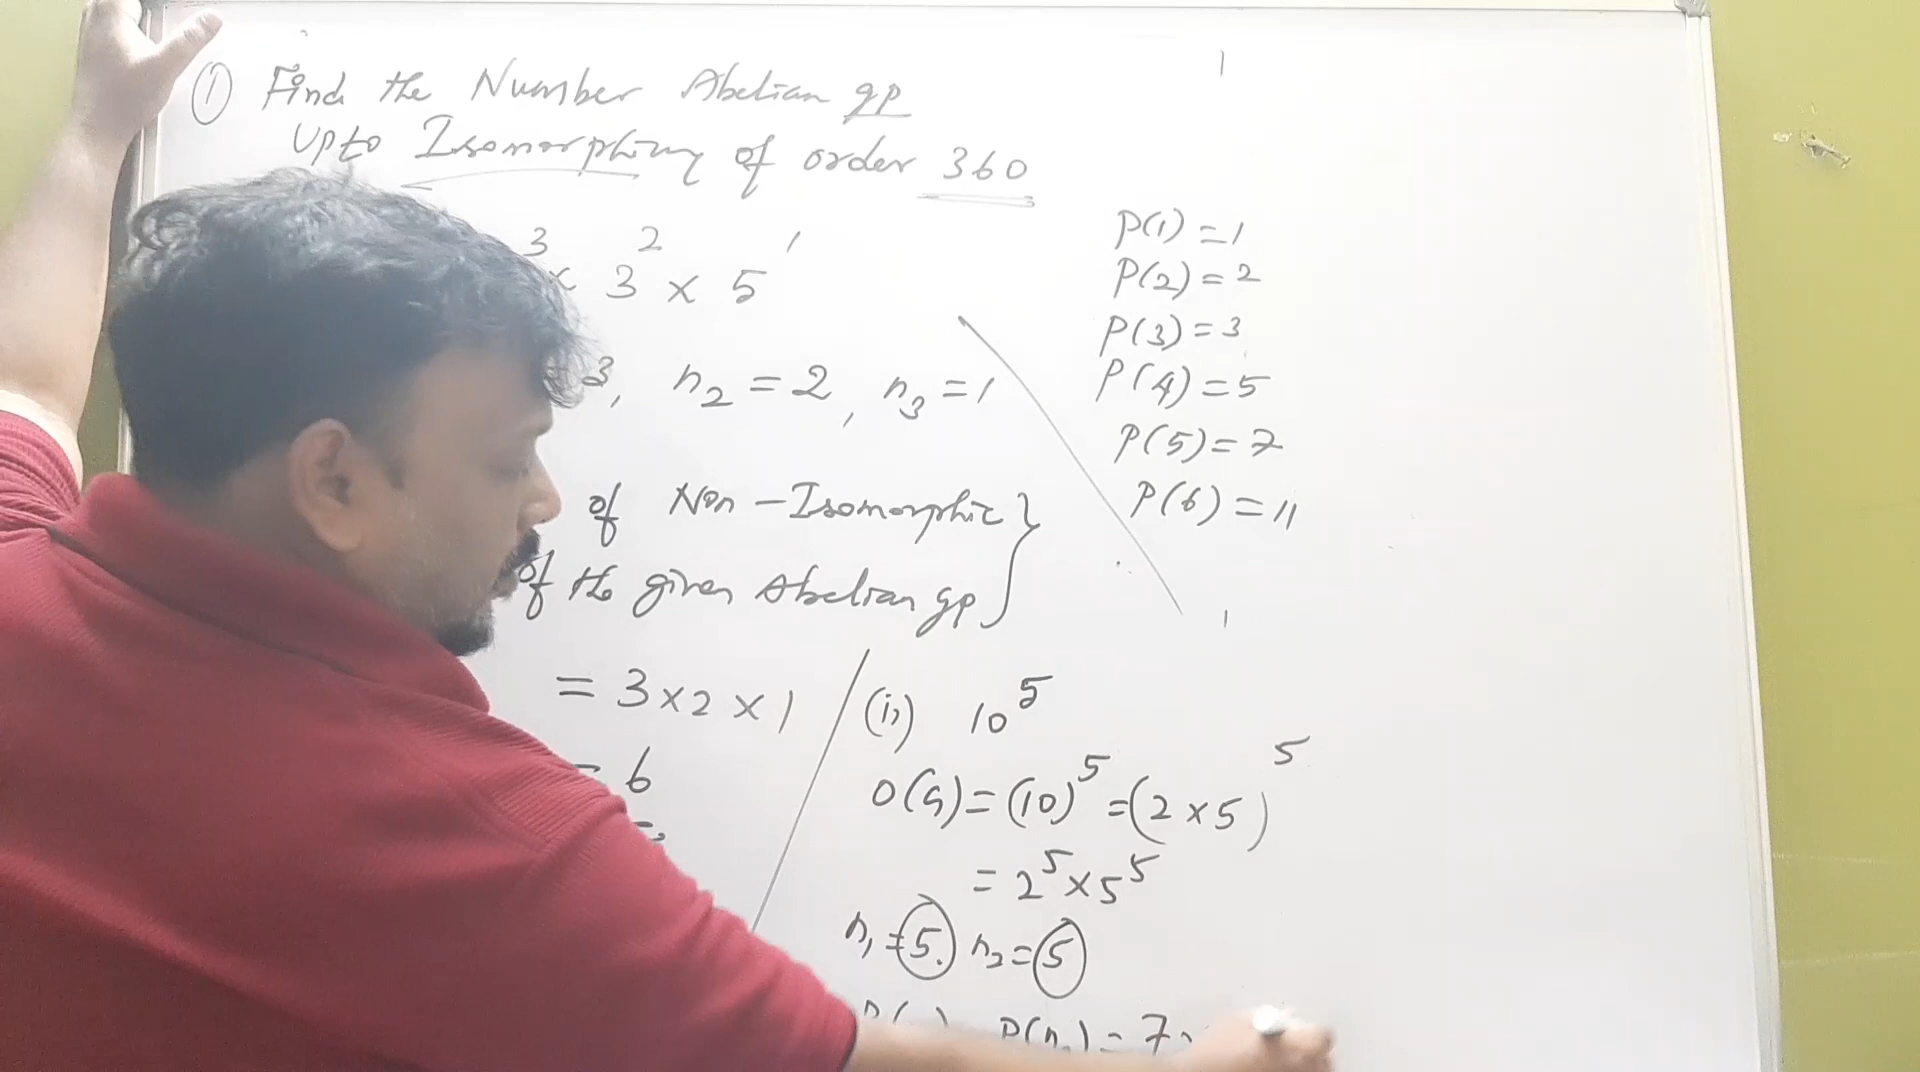 ① Find the Number Abelian gp
Upto Isomorphism of order 360
3 2 1
x 3 x 5
3, n₂ = 2, n₃ = 1
of Non-Isomorphic }
of the given Abelian gp
= 3 x 2 x 1
= 6
P(1) = 1
P(2) = 2
P(3) = 3
P(4) = 5
P(5) = 7
P(6) = 11
(i) 10⁵
O(G) = (10)⁵ = (2 x 5)⁵
= 2⁵ x 5⁵
n₁ = 5. n₂ = 5
P(n₂) = 7